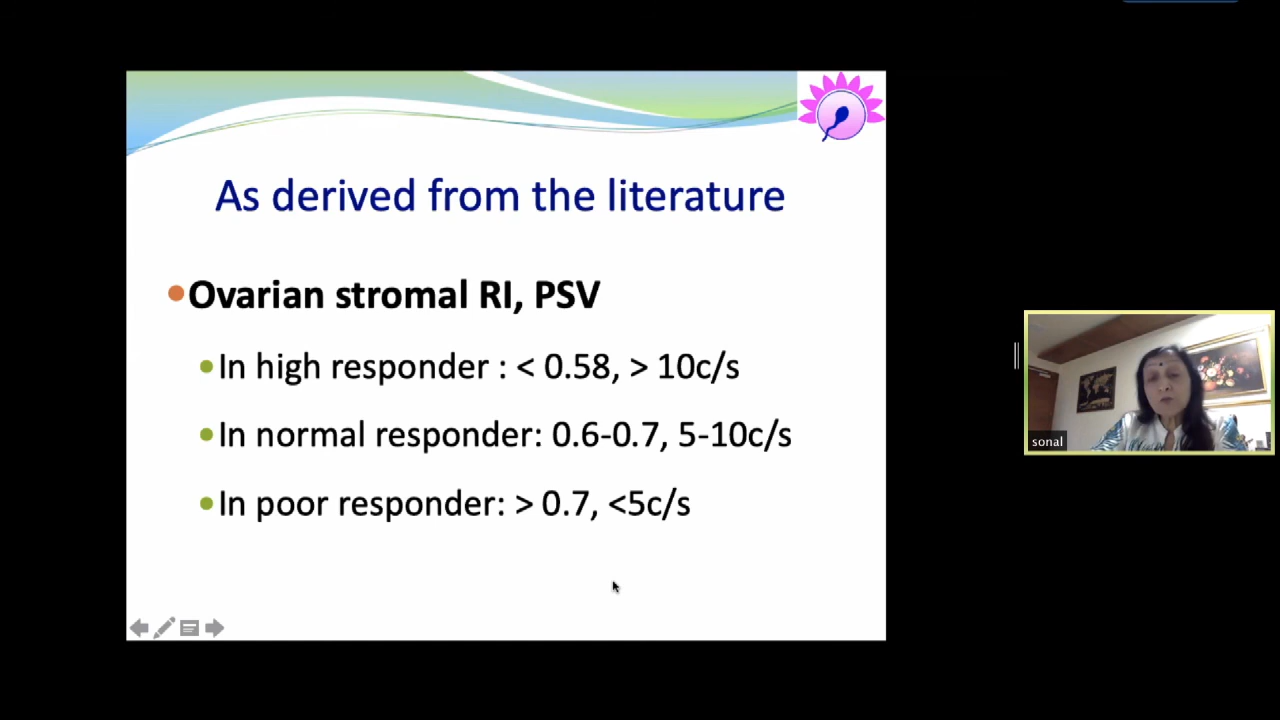 As derived from the literature
Ovarian stromal RI, PSV
In high responder : < 0.58, > 10c/s
In normal responder: 0.6-0.7, 5-10c/s
In poor responder: > 0.7, <5c/s
sonal